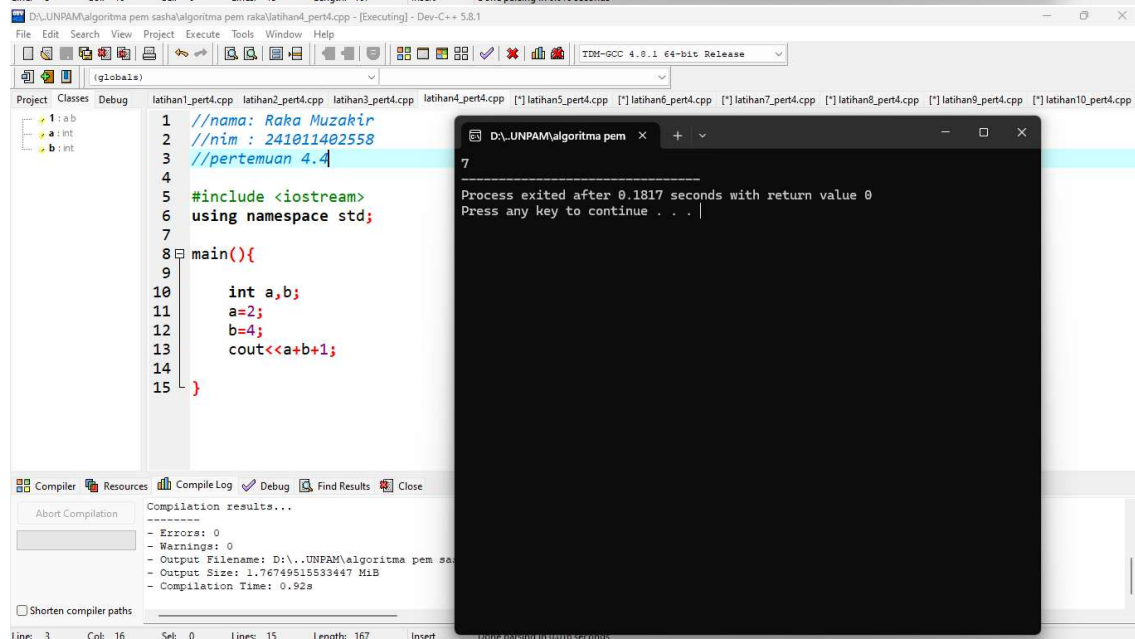 D:\..UNPAM\algoritma pem sasha\algoritma pem raka\latihan4_pert4.cpp - [Executing] - Dev-C++ 5.8.1
File Edit Search View Project Execute Tools Window Help
TDM-GCC 4.8.1 64-bit Release
(globals)
Project Classes Debug
latihan1_pert4.cpp latihan2_pert4.cpp latihan3_pert4.cpp latihan4_pert4.cpp [*] latihan5_pert4.cpp [*] latihan6_pert4.cpp [*] latihan7_pert4.cpp [*] latihan8_pert4.cpp [*] latihan9_pert4.cpp [*] latihan10_pert4.cpp
1 : a b
a : int
b : int
1 //nama: Raka Muzakir
2 //nim : 241011402558
3 //pertemuan 4.4
4
5 #include <iostream>
6 using namespace std;
7
8 main(){
9
10 int a,b;
11 a=2;
12 b=4;
13 cout<<a+b+1;
14
15 }
D:\..UNPAM\algoritma pem
7
--------------------------------
Process exited after 0.1817 seconds with return value 0
Press any key to continue . . .
Compiler Resources Compile Log Debug Find Results Close
Abort Compilation
Shorten compiler paths
Compilation results...
--------
- Errors: 0
- Warnings: 0
- Output Filename: D:\..UNPAM\algoritma pem sa
- Output Size: 1.76749515533447 MiB
- Compilation Time: 0.92s
Line: 3 Col: 16 Sel: 0 Lines: 15 Length: 167 Insert